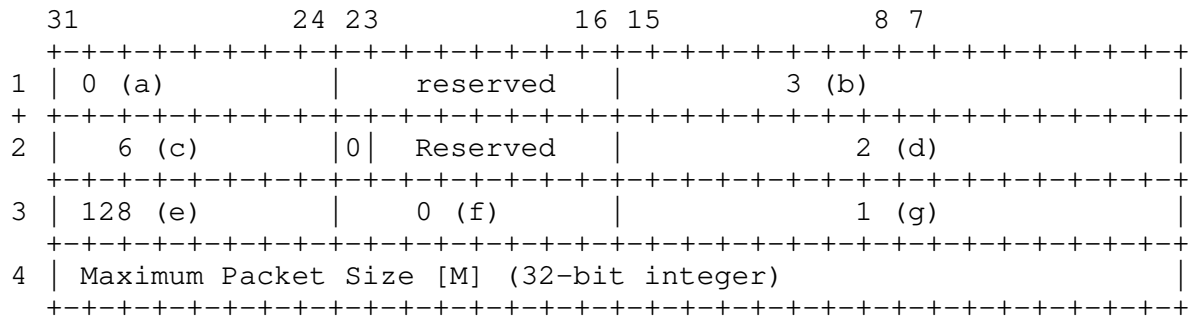 31 24 23 16 15 8 7
+-+-+-+-+-+-+-+-+-+-+-+-+-+-+-+-+-+-+-+-+-+-+-+-+-+-+-+-+-+-+-+-+
1 | 0 (a) | reserved | 3 (b) |
+ +-+-+-+-+-+-+-+-+-+-+-+-+-+-+-+-+-+-+-+-+-+-+-+-+-+-+-+-+-+-+-+-+
2 | 6 (c) |0| Reserved | 2 (d) |
+-+-+-+-+-+-+-+-+-+-+-+-+-+-+-+-+-+-+-+-+-+-+-+-+-+-+-+-+-+-+-+-+
3 | 128 (e) | 0 (f) | 1 (g) |
+-+-+-+-+-+-+-+-+-+-+-+-+-+-+-+-+-+-+-+-+-+-+-+-+-+-+-+-+-+-+-+-+
4 | Maximum Packet Size [M] (32-bit integer) |
+-+-+-+-+-+-+-+-+-+-+-+-+-+-+-+-+-+-+-+-+-+-+-+-+-+-+-+-+-+-+-+-+